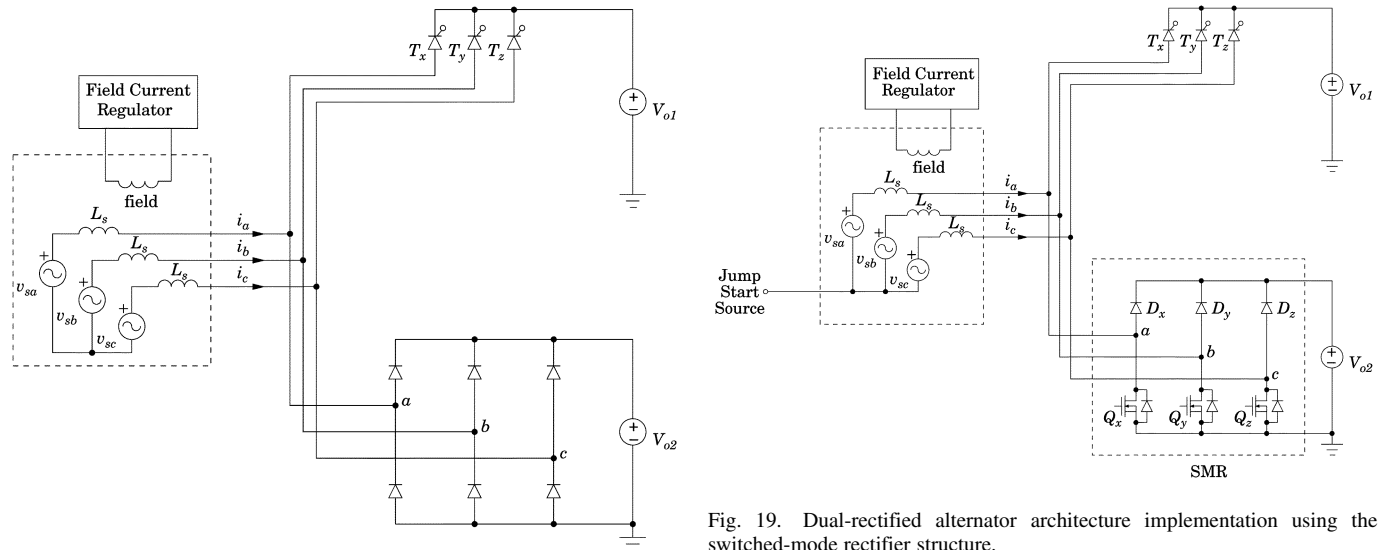 T_x
T_y
T_z
Field Current
Regulator
V_o1
field
L_s
i_a
L_s
i_b
L_s
i_c
v_sa
v_sb
v_sc
a
b
c
V_o2
T_x
T_y
T_z
Field Current
Regulator
V_o1
field
L_s
i_a
L_s
i_b
L_s
i_c
v_sa
v_sb
v_sc
Jump
Start
Source
D_x
D_y
D_z
a
b
c
V_o2
Q_x
Q_y
Q_z
SMR
Fig. 19. Dual-rectified alternator architecture implementation using the
switched-mode rectifier structure.